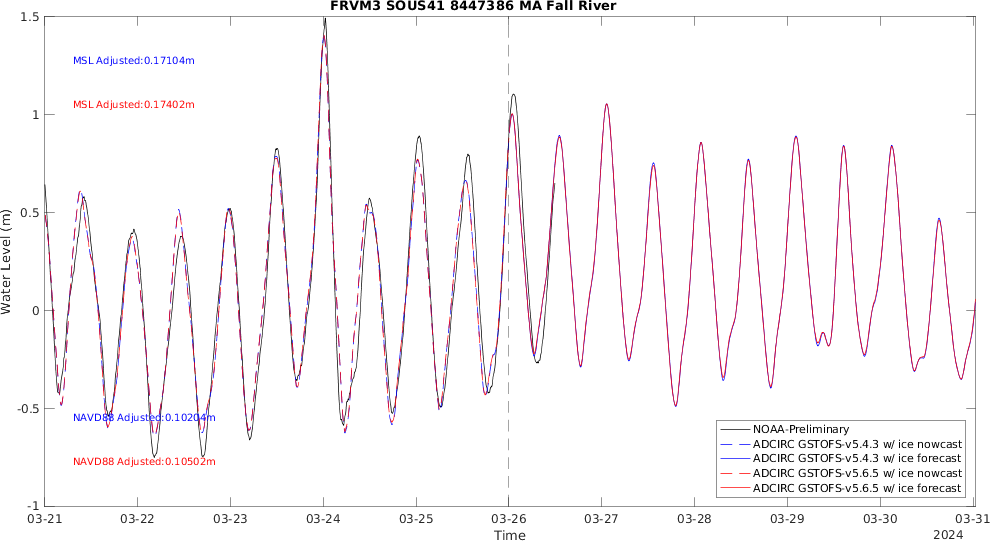 FRVM3 SOUS41 8447386 MA Fall River
1.5
1
0.5
0
-0.5
-1
Water Level (m)
MSL Adjusted:0.17104m
MSL Adjusted:0.17402m
NAVD88 Adjusted:0.10204m
NAVD88 Adjusted:0.10502m
NOAA-Preliminary
ADCIRC GSTOFS-v5.4.3 w/ ice nowcast
ADCIRC GSTOFS-v5.4.3 w/ ice forecast
ADCIRC GSTOFS-v5.6.5 w/ ice nowcast
ADCIRC GSTOFS-v5.6.5 w/ ice forecast
03-21 03-22 03-23 03-24 03-25 03-26 03-27 03-28 03-29 03-30 03-31
Time
2024